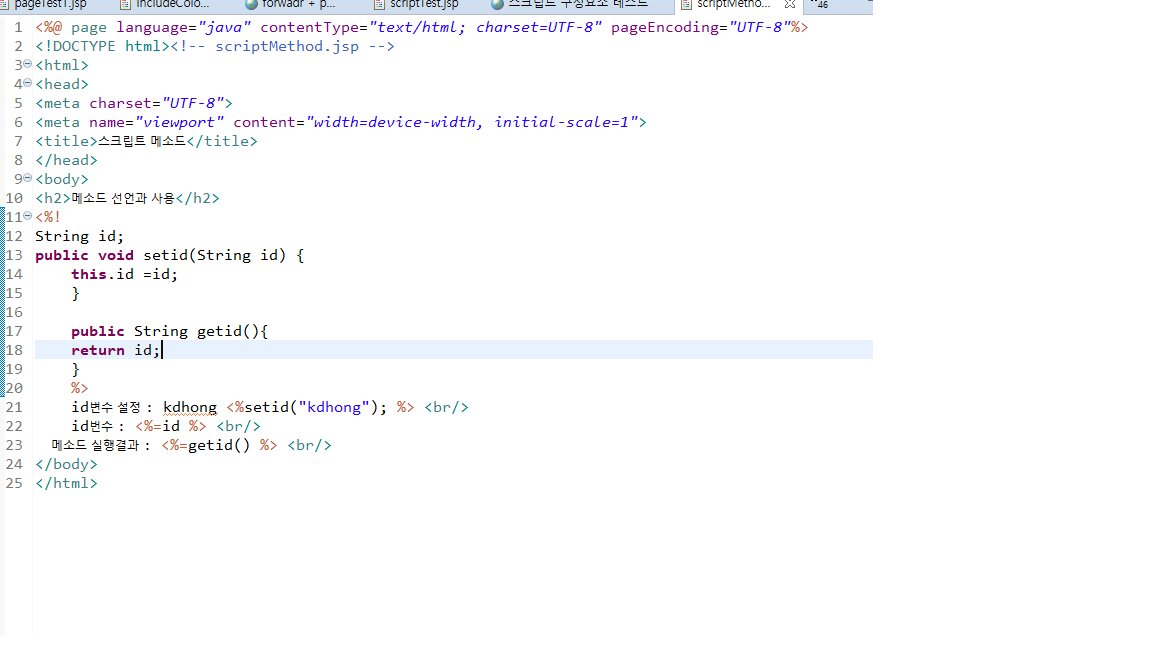 pageTest1.jsp includeColo... forwadr + p... scriptTest.jsp 스크립트 구성요소 테스트 scriptMetho... 46
1 <%@ page language="java" contentType="text/html; charset=UTF-8" pageEncoding="UTF-8"%>
2 <!DOCTYPE html><!-- scriptMethod.jsp -->
3 <html>
4 <head>
5 <meta charset="UTF-8">
6 <meta name="viewport" content="width=device-width, initial-scale=1">
7 <title>스크립트 메소드</title>
8 </head>
9 <body>
10 <h2>메소드 선언과 사용</h2>
11 <%!
12 String id;
13 public void setid(String id) {
14 this.id =id;
15 }
16
17 public String getid(){
18 return id;
19 }
20 %>
21 id변수 설정 : kdhong <%setid("kdhong"); %> <br/>
22 id변수 : <%=id %> <br/>
23 메소드 실행결과 : <%=getid() %> <br/>
24 </body>
25 </html>